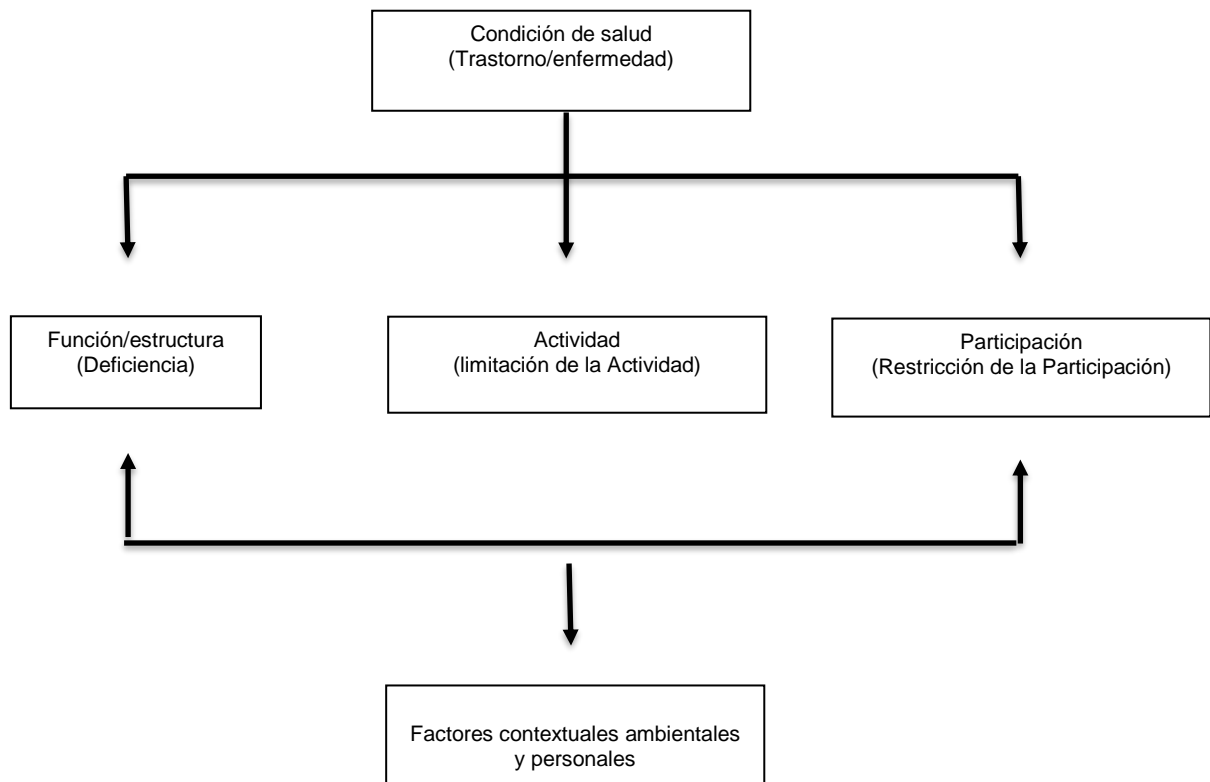 Condición de salud
(Trastorno/enfermedad)
Función/estructura
(Deficiencia)
Actividad
(limitación de la Actividad)
Participación
(Restricción de la Participación)
Factores contextuales ambientales
y personales